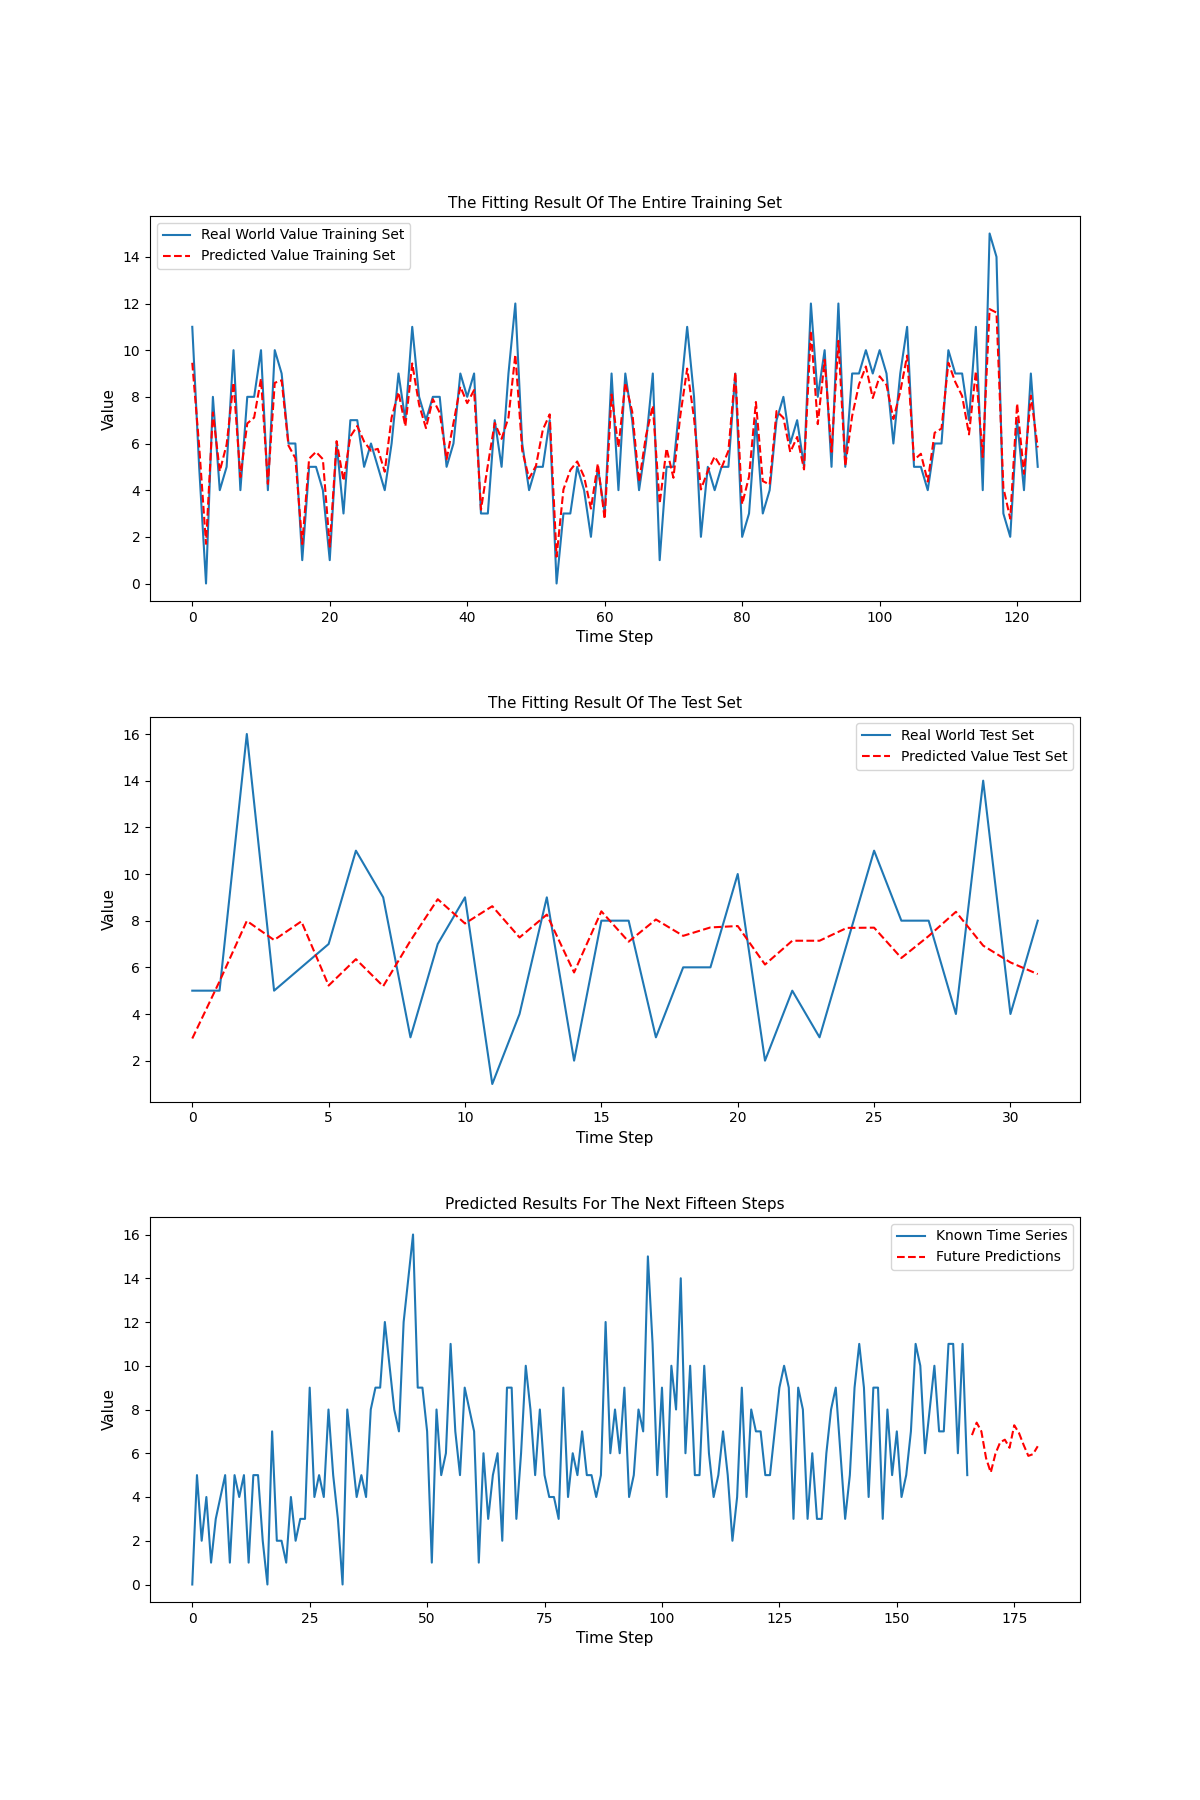 The Fitting Result Of The Entire Training Set
Real World Value Training Set
Predicted Value Training Set
Value
14
12
10
8
6
4
2
0
0 20 40 60 80 100 120
Time Step
The Fitting Result Of The Test Set
Real World Test Set
Predicted Value Test Set
Value
16
14
12
10
8
6
4
2
0 5 10 15 20 25 30
Time Step
Predicted Results For The Next Fifteen Steps
Known Time Series
Future Predictions
Value
16
14
12
10
8
6
4
2
0
0 25 50 75 100 125 150 175
Time Step